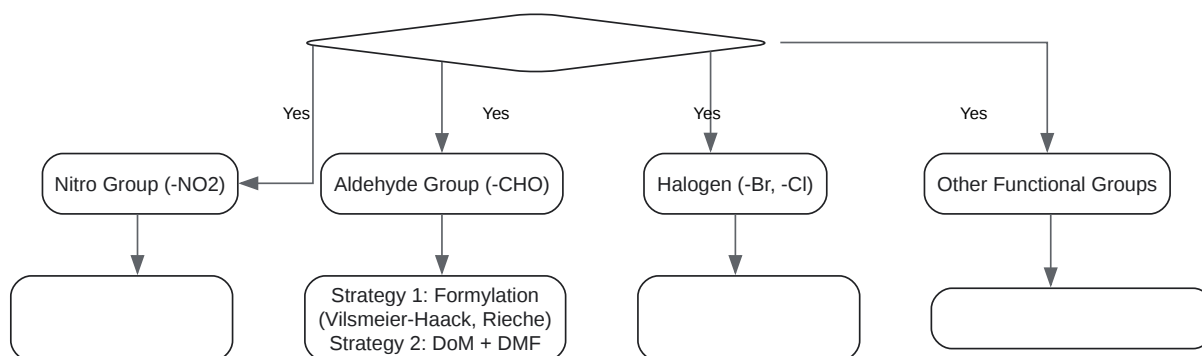 Yes
Yes
Yes
Yes
Nitro Group (-NO2)
Aldehyde Group (-CHO)
Halogen (-Br, -Cl)
Other Functional Groups
Strategy 1: Formylation
(Vilsmeier-Haack, Rieche)
Strategy 2: DoM + DMF